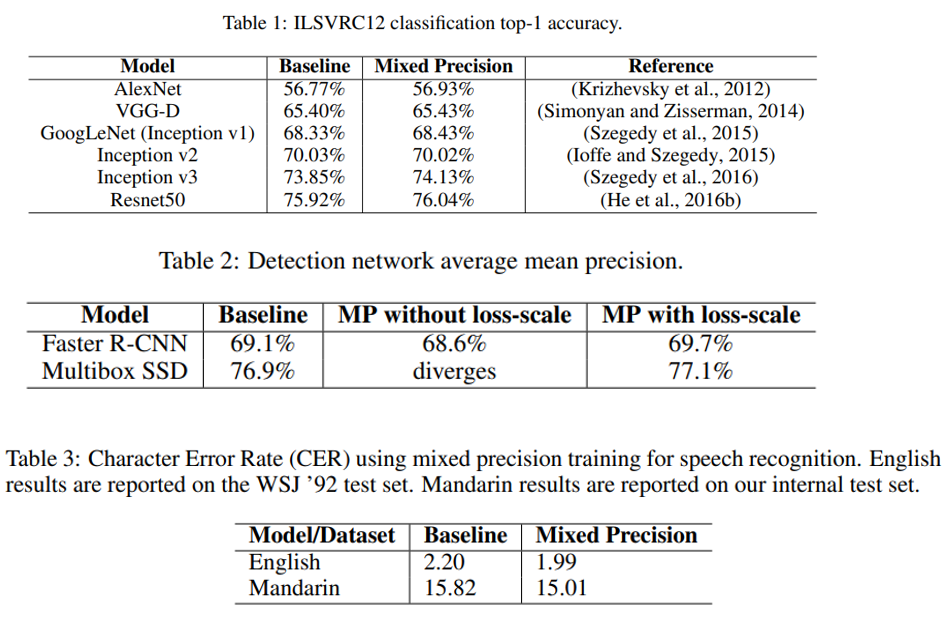 Table 1: ILSVRC12 classification top-1 accuracy.
Model Baseline Mixed Precision Reference
AlexNet 56.77% 56.93% (Krizhevsky et al., 2012)
VGG-D 65.40% 65.43% (Simonyan and Zisserman, 2014)
GoogLeNet (Inception v1) 68.33% 68.43% (Szegedy et al., 2015)
Inception v2 70.03% 70.02% (Ioffe and Szegedy, 2015)
Inception v3 73.85% 74.13% (Szegedy et al., 2016)
Resnet50 75.92% 76.04% (He et al., 2016b)
Table 2: Detection network average mean precision.
Model Baseline MP without loss-scale MP with loss-scale
Faster R-CNN 69.1% 68.6% 69.7%
Multibox SSD 76.9% diverges 77.1%
Table 3: Character Error Rate (CER) using mixed precision training for speech recognition. English
results are reported on the WSJ ’92 test set. Mandarin results are reported on our internal test set.
Model/Dataset Baseline Mixed Precision
English 2.20 1.99
Mandarin 15.82 15.01